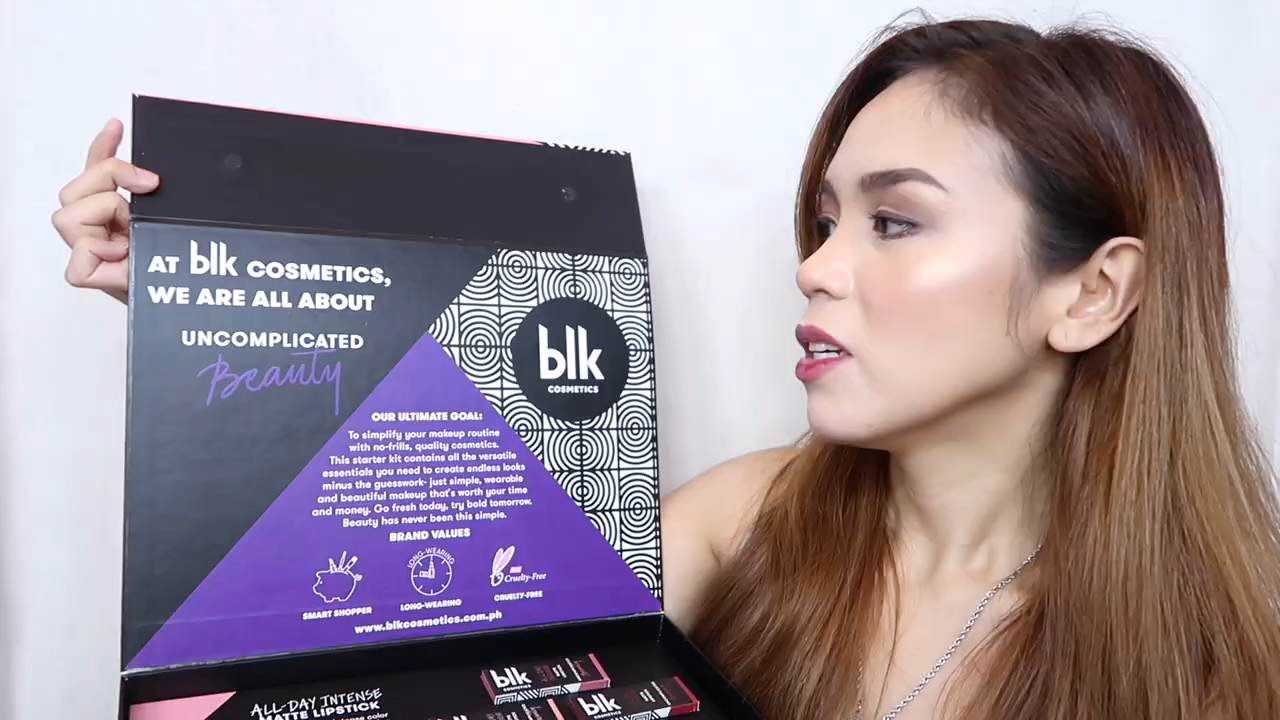 AT blk COSMETICS,
WE ARE ALL ABOUT
UNCOMPLICATED
Beauty
blk
COSMETICS
OUR ULTIMATE GOAL:
To simplify your makeup routine
with no-frills, quality cosmetics.
This starter kit contains all the versatile
essentials you need to create endless looks
minus the guesswork- just simple, wearable
and beautiful makeup that's worth your time
and money. Go fresh today, try bold tomorrow.
Beauty has never been this simple.
BRAND VALUES
LONG-WEARING
Cruelty-Free
SMART SHOPPER
LONG-WEARING
CRUELTY-FREE
www.blkcosmetics.com.ph
ALL-DAY INTENSE
MATTE LIPSTICK
color
blk
COSMETICS
blk
COSMETICS
blk